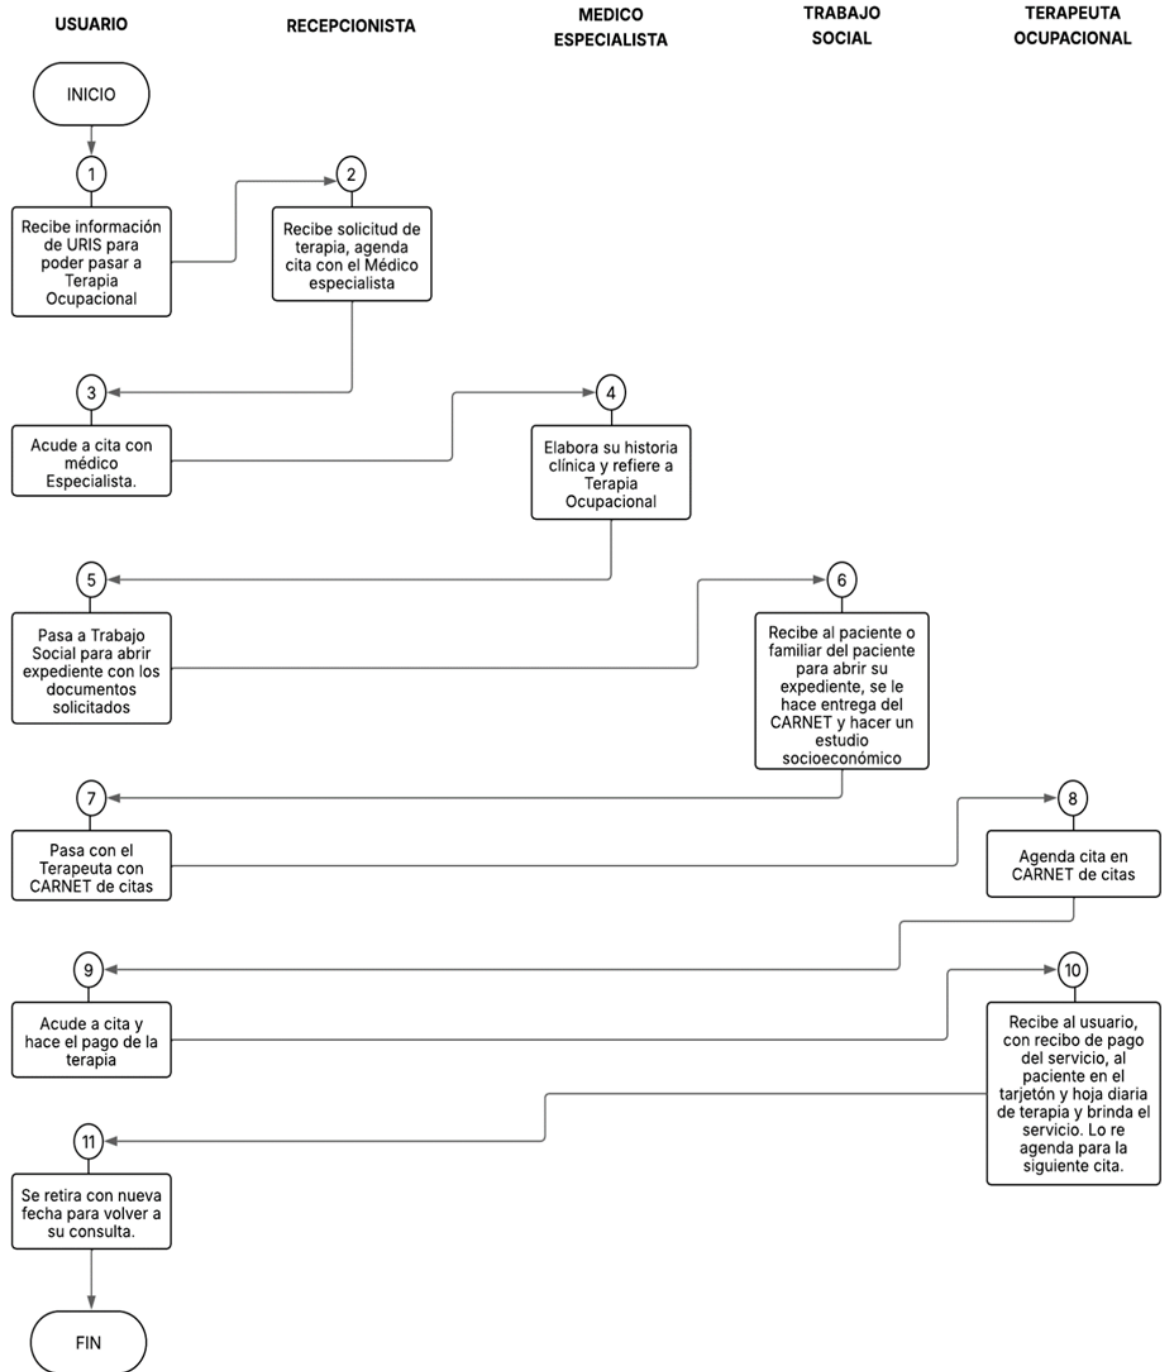 USUARIO
RECEPCIONISTA
MEDICO
ESPECIALISTA
TRABAJO
SOCIAL
TERAPEUTA
OCUPACIONAL
INICIO
1
Recibe información
de URIS para
poder pasar a
Terapia
Ocupacional
2
Recibe solicitud de
terapia, agenda
cita con el Médico
especialista
3
Acude a cita con
médico
Especialista.
4
Elabora su historia
clínica y refiere a
Terapia
Ocupacional
5
Pasa a Trabajo
Social para abrir
expediente con los
documentos
solicitados
6
Recibe al paciente o
familiar del paciente
para abrir su
expediente, se le
hace entrega del
CARNET y hacer un
estudio
socioeconómico
7
Pasa con el
Terapeuta con
CARNET de citas
8
Agenda cita en
CARNET de citas
9
Acude a cita y
hace el pago de la
terapia
10
Recibe al usuario,
con recibo de pago
del servicio, al
paciente en el
tarjetón y hoja diaria
de terapia y brinda el
servicio. Lo re
agenda para la
siguiente cita.
11
Se retira con nueva
fecha para volver a
su consulta.
FIN